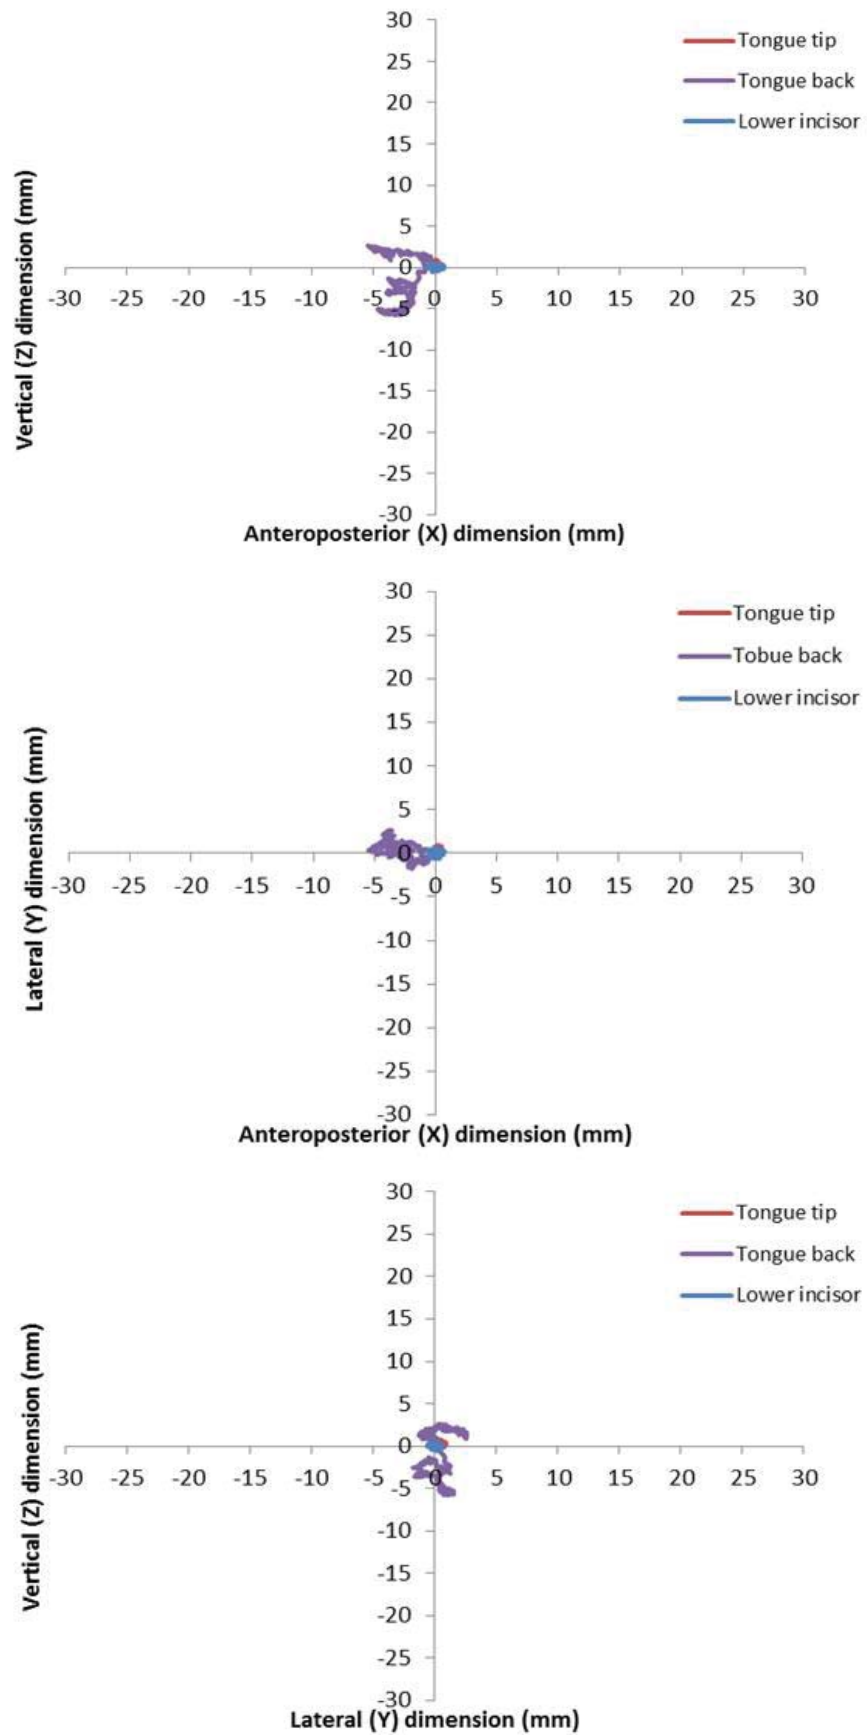 30
25
20
15
10
5
0
-5
-10
-15
-20
-25
-30
-30 -25 -20 -15 -10 -5 0 5 10 15 20 25 30
Tongue tip
Tongue back
Lower incisor
Vertical (Z) dimension (mm)
Anteroposterior (X) dimension (mm)
30
25
20
15
10
5
0
-5
-10
-15
-20
-25
-30
-30 -25 -20 -15 -10 -5 0 5 10 15 20 25 30
Tongue tip
Tobue back
Lower incisor
Lateral (Y) dimension (mm)
Anteroposterior (X) dimension (mm)
30
25
20
15
10
5
0
-5
-10
-15
-20
-25
-30
-30 -25 -20 -15 -10 -5 0 5 10 15 20 25 30
Tongue tip
Tongue back
Lower incisor
Vertical (Z) dimension (mm)
Lateral (Y) dimension (mm)